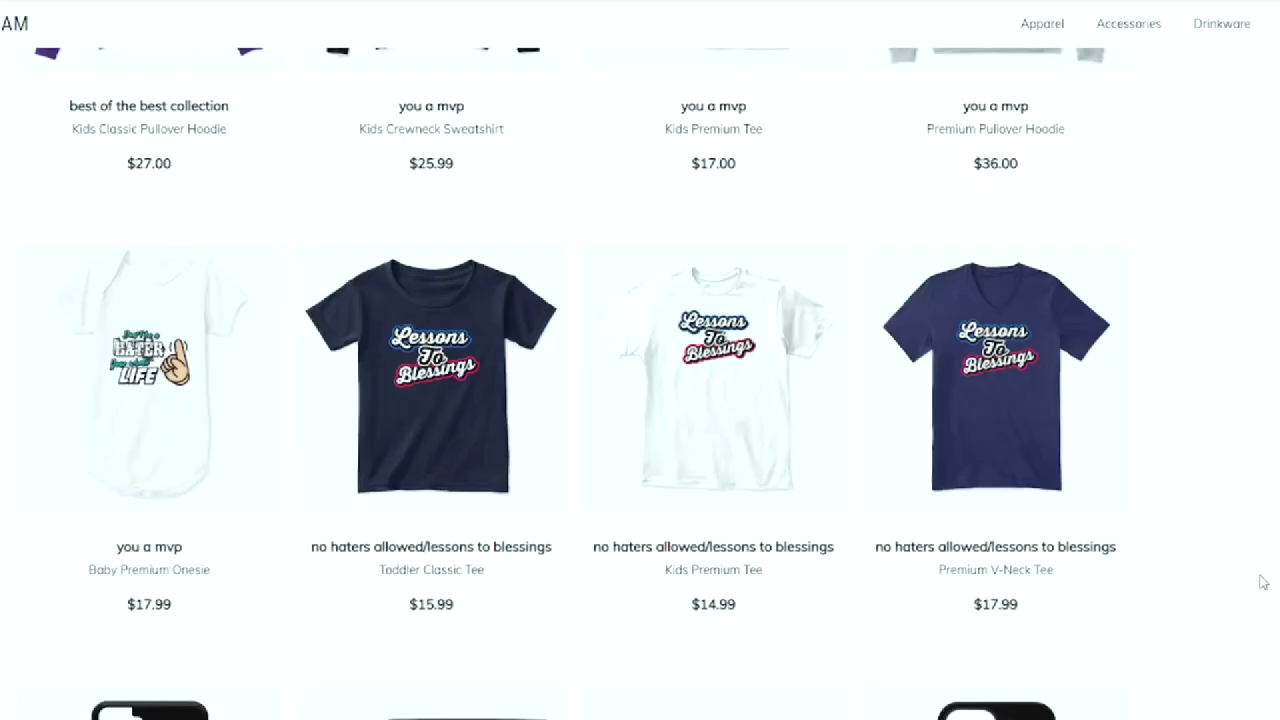 AM
Apparel
Accessories
Drinkware
best of the best collection
Kids Classic Pullover Hoodie
$27.00
you a mvp
Kids Crewneck Sweatshirt
$25.99
you a mvp
Kids Premium Tee
$17.00
you a mvp
Premium Pullover Hoodie
$36.00
HATER
LIFE
Lessons
To
Blessings
Lessons
To
Blessings
Lessons
To
Blessings
you a mvp
Baby Premium Onesie
$17.99
no haters allowed/lessons to blessings
Toddler Classic Tee
$15.99
no haters allowed/lessons to blessings
Kids Premium Tee
$14.99
no haters allowed/lessons to blessings
Premium V-Neck Tee
$17.99